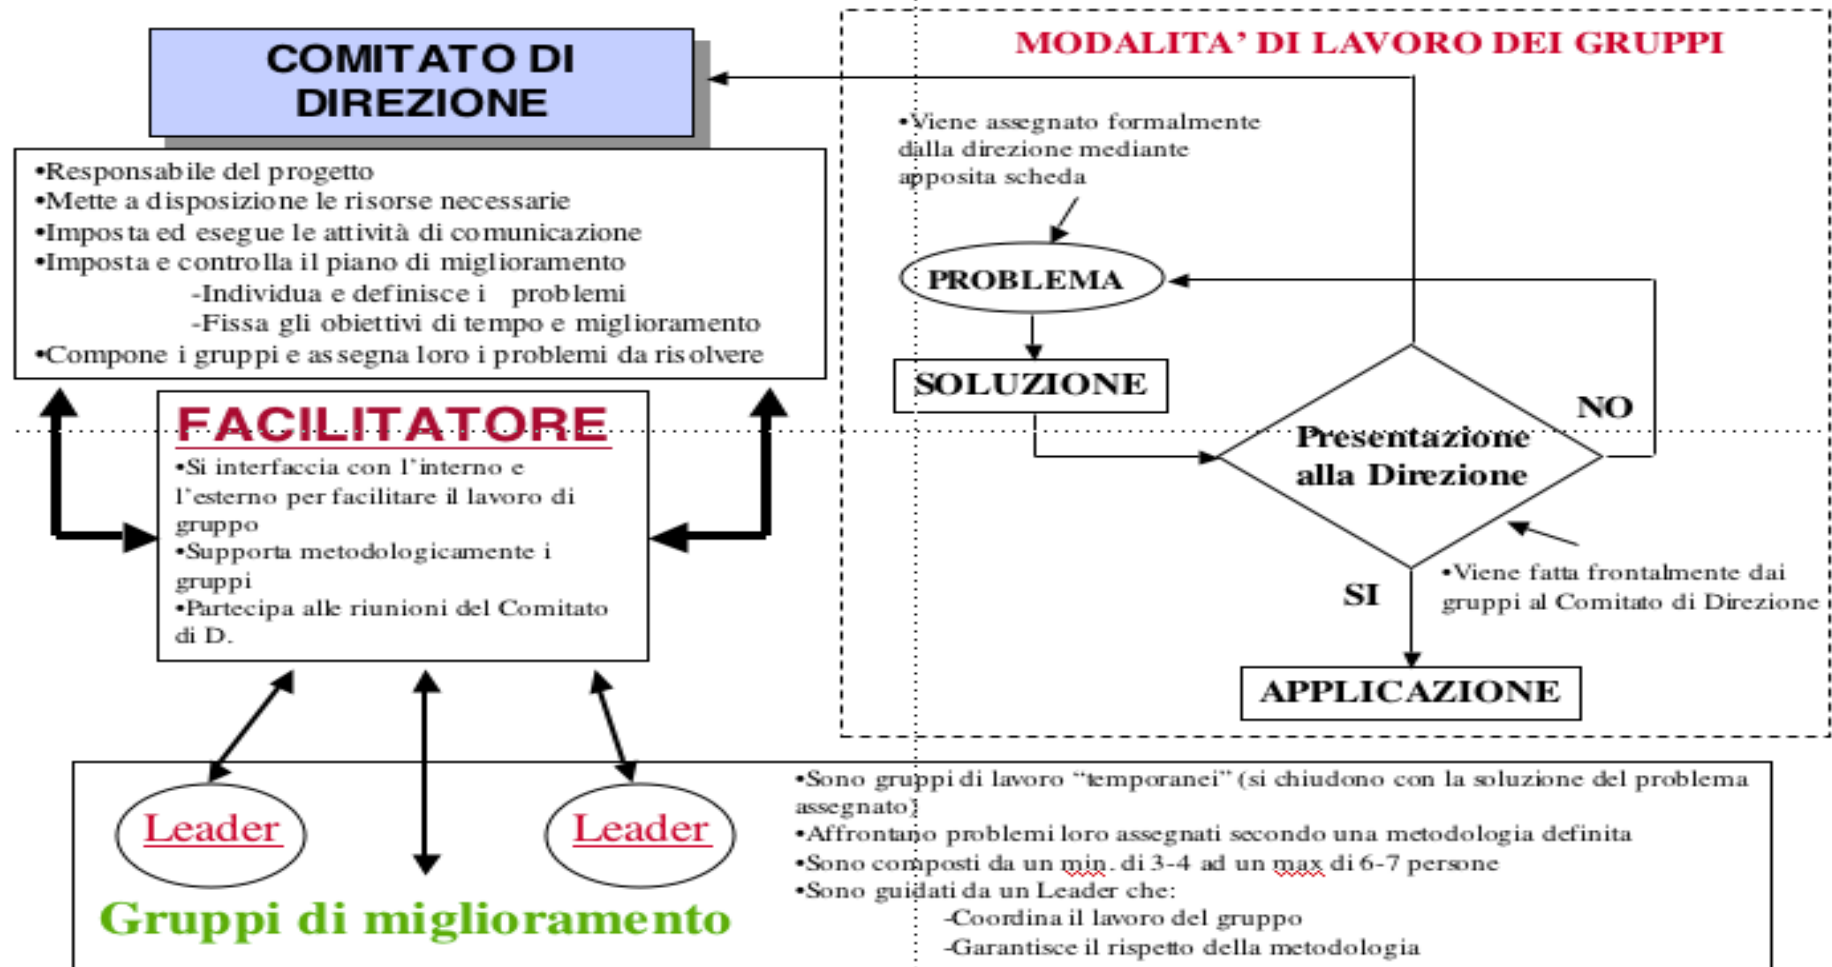 COMITATO DI
DIREZIONE
•Responsabile del progetto
•Mette a disposizione le risorse necessarie
•Imposta ed esegue le attività di comunicazione
•Imposta e controlla il piano di miglioramento
-Individua e definisce i problemi
-Fissa gli obiettivi di tempo e miglioramento
•Compone i gruppi e assegna loro i problemi da risolvere
FACILITATORE
•Si interfaccia con l'interno e
l'esterno per facilitare il lavoro di
gruppo
•Supporta metodologicamente i
gruppi
•Partecipa alle riunioni del Comitato
di D.
MODALITA' DI LAVORO DEI GRUPPI
•Viene assegnato formalmente
dalla direzione mediante
apposita scheda
PROBLEMA
SOLUZIONE
Presentazione
alla Direzione
NO
SI
•Viene fatta frontalmente dai
gruppi al Comitato di Direzione
APPLICAZIONE
Leader
Leader
Gruppi di miglioramento
•Sono gruppi di lavoro “temporanei” (si chiudono con la soluzione del problema
assegnato)
•Affrontano problemi loro assegnati secondo una metodologia definita
•Sono composti da un min. di 3-4 ad un max di 6-7 persone
•Sono guidati da un Leader che:
-Coordina il lavoro del gruppo
-Garantisce il rispetto della metodologia